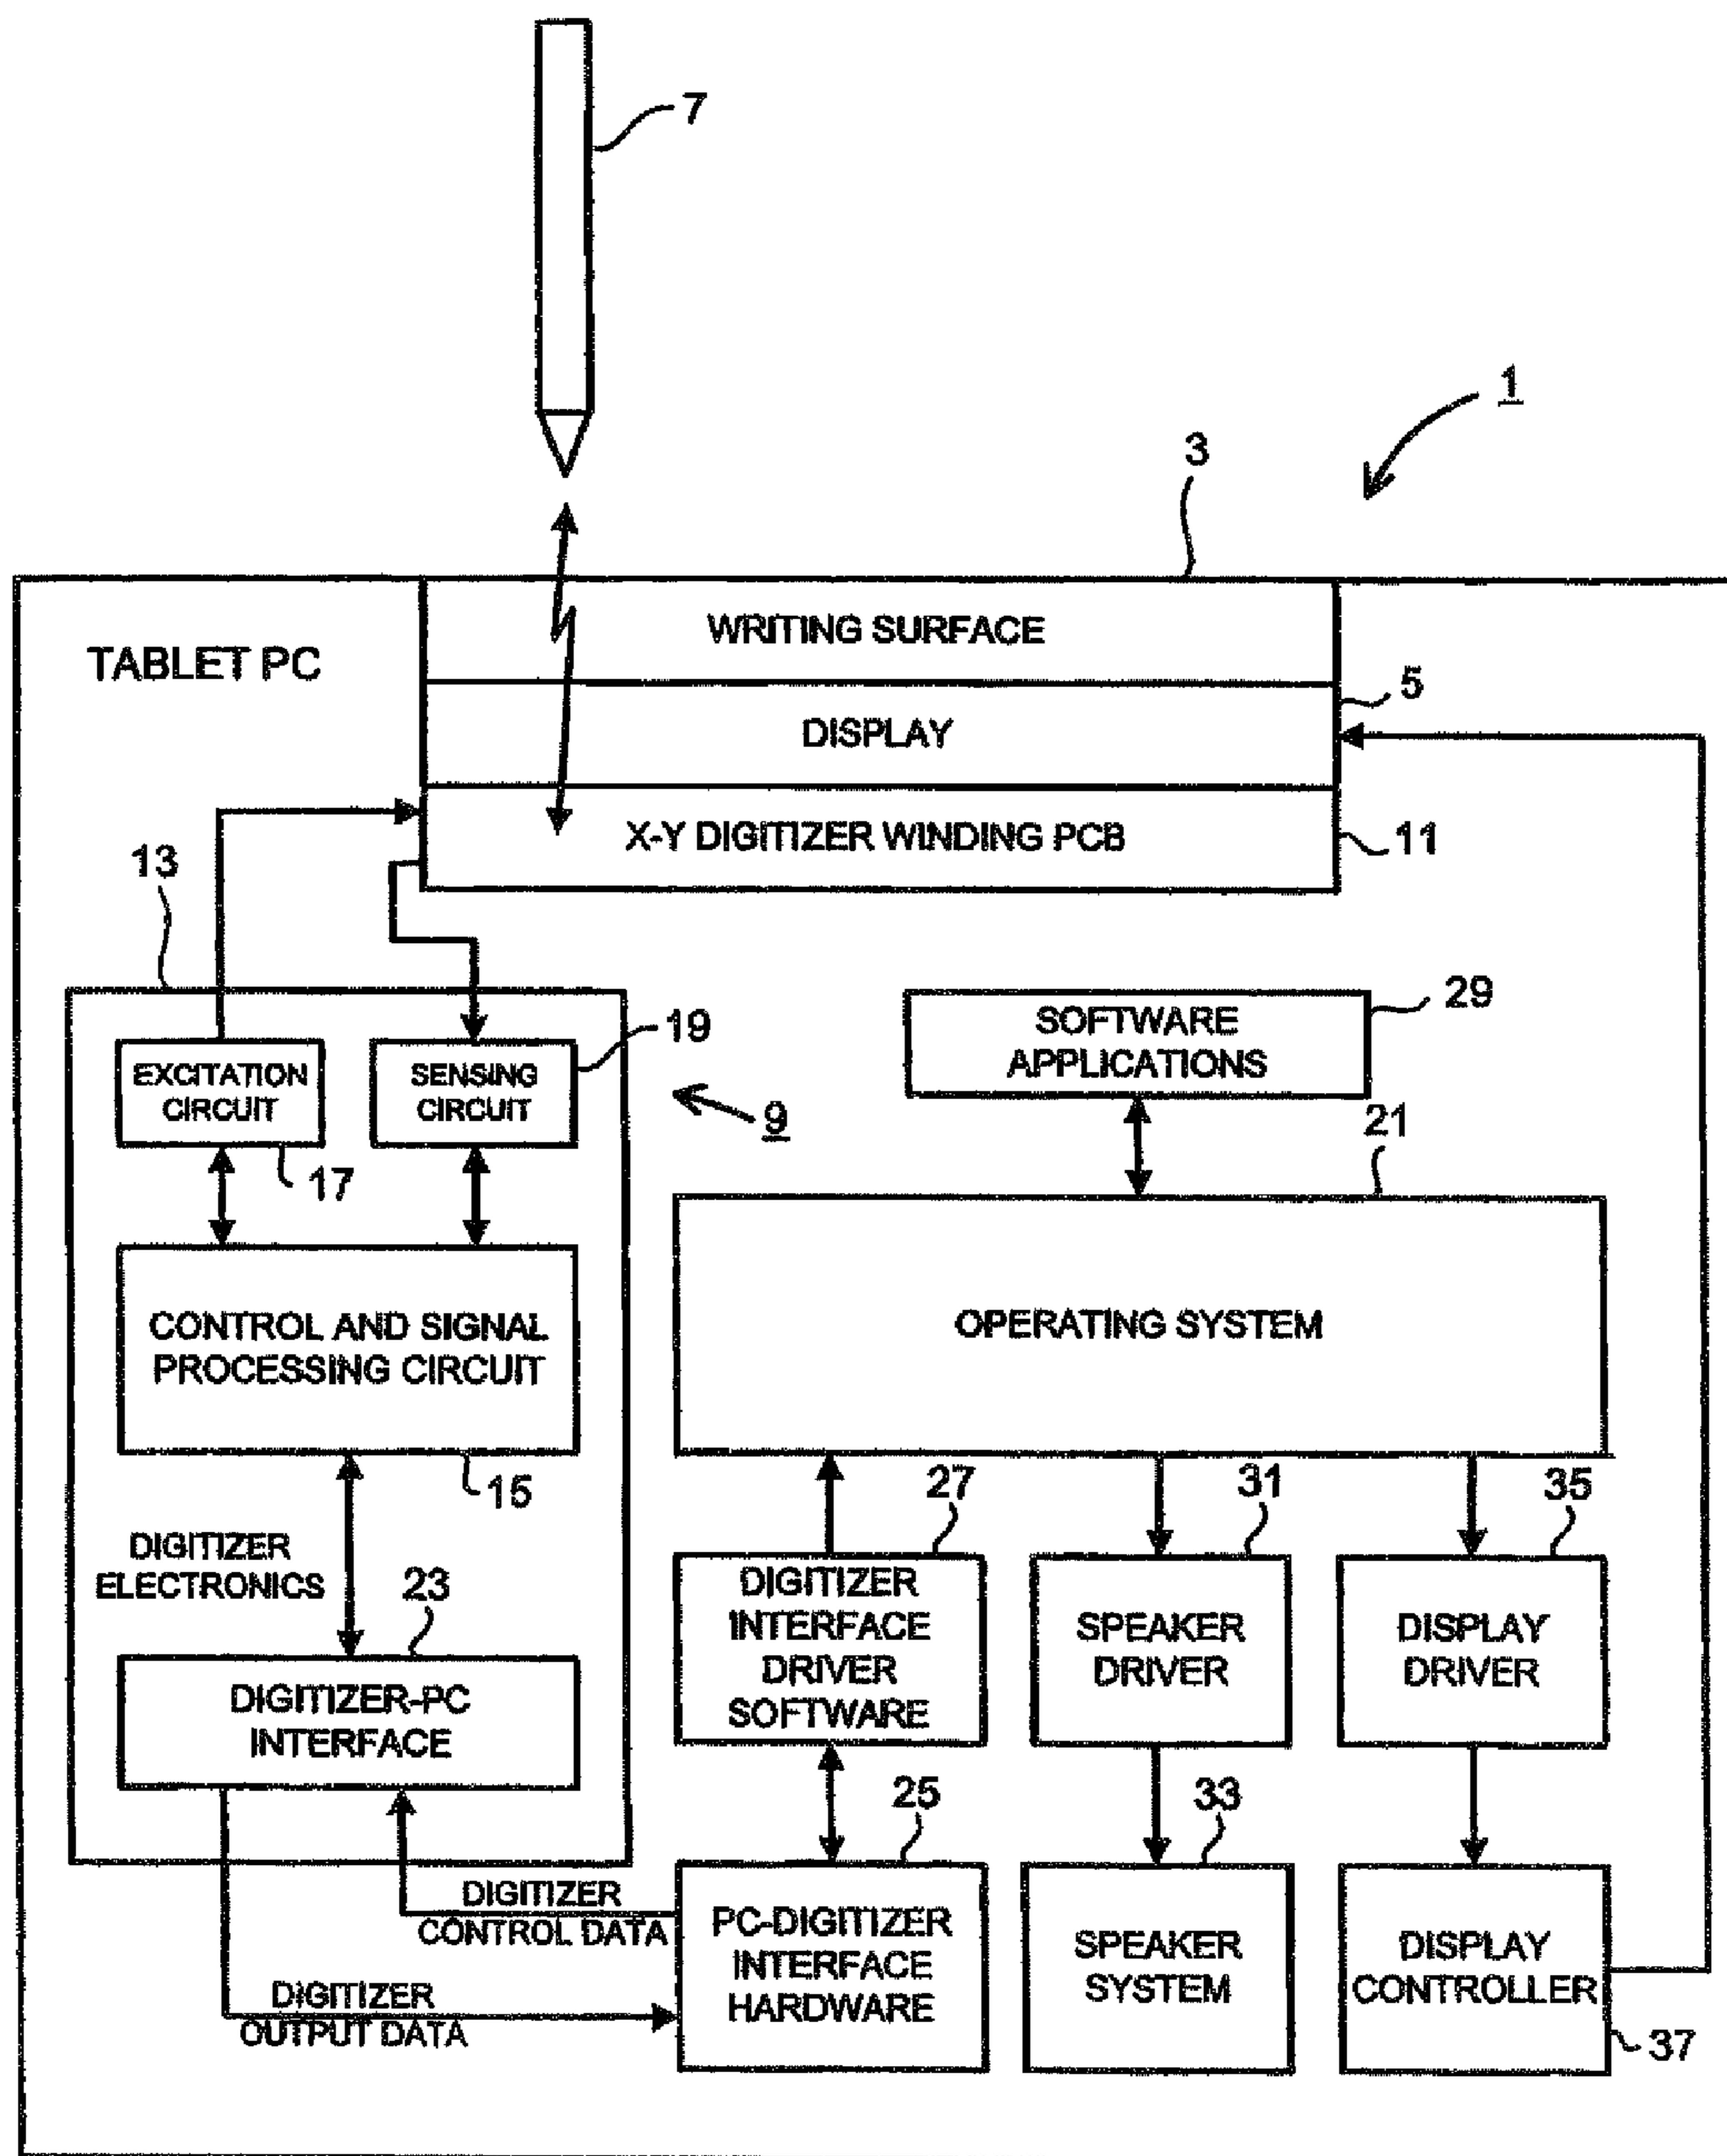 7
1
3
WRITING SURFACE
TABLET PC
5
DISPLAY
X-Y DIGITIZER WINDING PCB
11
13
29
SOFTWARE
APPLICATIONS
19
EXCITATION
CIRCUIT
SENSING
CIRCUIT
9
21
17
CONTROL AND SIGNAL
PROCESSING CIRCUIT
OPERATING SYSTEM
15
27
31
35
DIGITIZER
ELECTRONICS
23
DIGITIZER
INTERFACE
DRIVER
SOFTWARE
SPEAKER
DRIVER
DISPLAY
DRIVER
DIGITIZER-PC
INTERFACE
25
33
DIGITIZER
CONTROL DATA
PC-DIGITIZER
INTERFACE
HARDWARE
SPEAKER
SYSTEM
DISPLAY
CONTROLLER
DIGITIZER
OUTPUT DATA
37